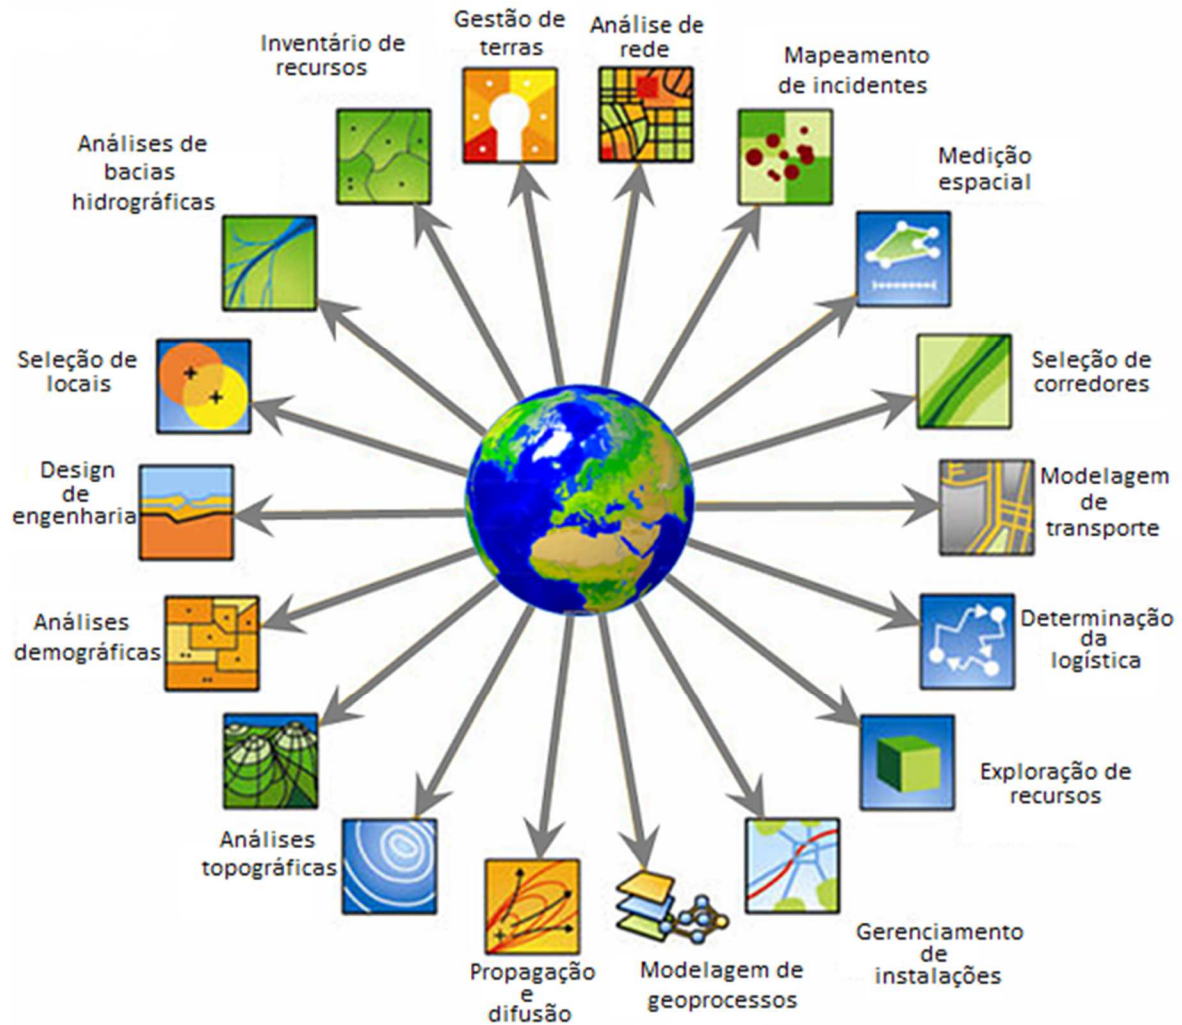 Gestão de
terras
Análise de
rede
Inventário de
recursos
Mapeamento
de incidentes
Análises de
bacias
hidrográficas
Medição
espacial
Seleção de
locais
Seleção de
corredores
Design
de
engenharia
Modelagem
de
transporte
Análises
demográficas
Determinação
da
logística
Exploração de
recursos
Análises
topográficas
Gerenciamento
de
instalações
Propagação
e
difusão
Modelagem de
geoprocessos